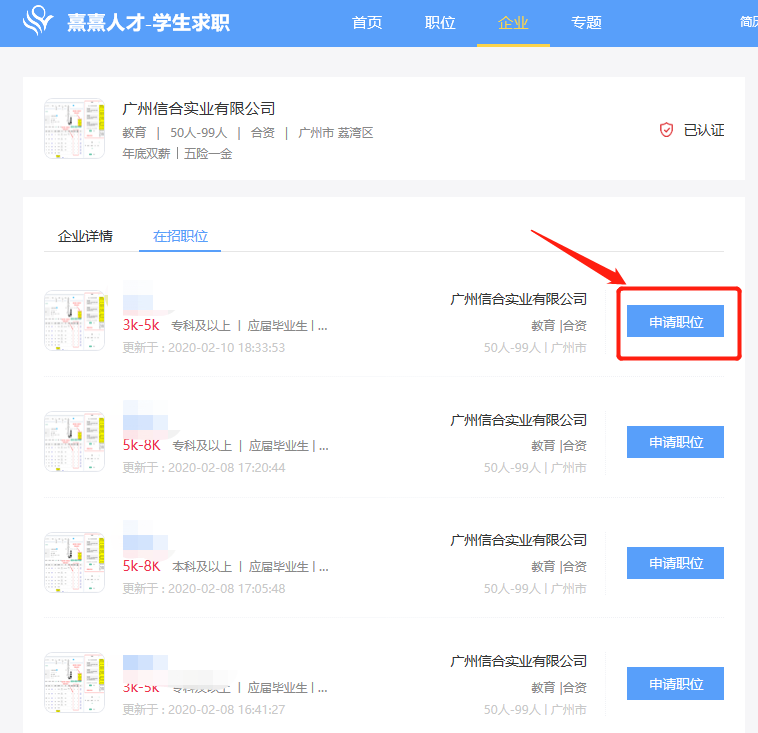 熹熹人才-学生求职 首页 职位 企业 专题
广州信合实业有限公司
教育 | 50人-99人 | 合资 | 广州市 荔湾区
年底双薪 | 五险一金
已认证
企业详情 在招职位
广州信合实业有限公司
3k-5k 专科及以上 | 应届毕业生 | ... 教育 |合资 申请职位
更新于 : 2020-02-10 18:33:53 50人-99人 | 广州市
广州信合实业有限公司
5k-8K 专科及以上 | 应届毕业生 | ... 教育 |合资 申请职位
更新于 : 2020-02-08 17:20:44 50人-99人 | 广州市
广州信合实业有限公司
5k-8K 本科及以上 | 应届毕业生 | ... 教育 |合资 申请职位
更新于 : 2020-02-08 17:05:48 50人-99人 | 广州市
广州信合实业有限公司
3k-5k 专科及以上 | 应届毕业生 | ... 教育 |合资 申请职位
更新于 : 2020-02-08 16:41:27 50人-99人 | 广州市